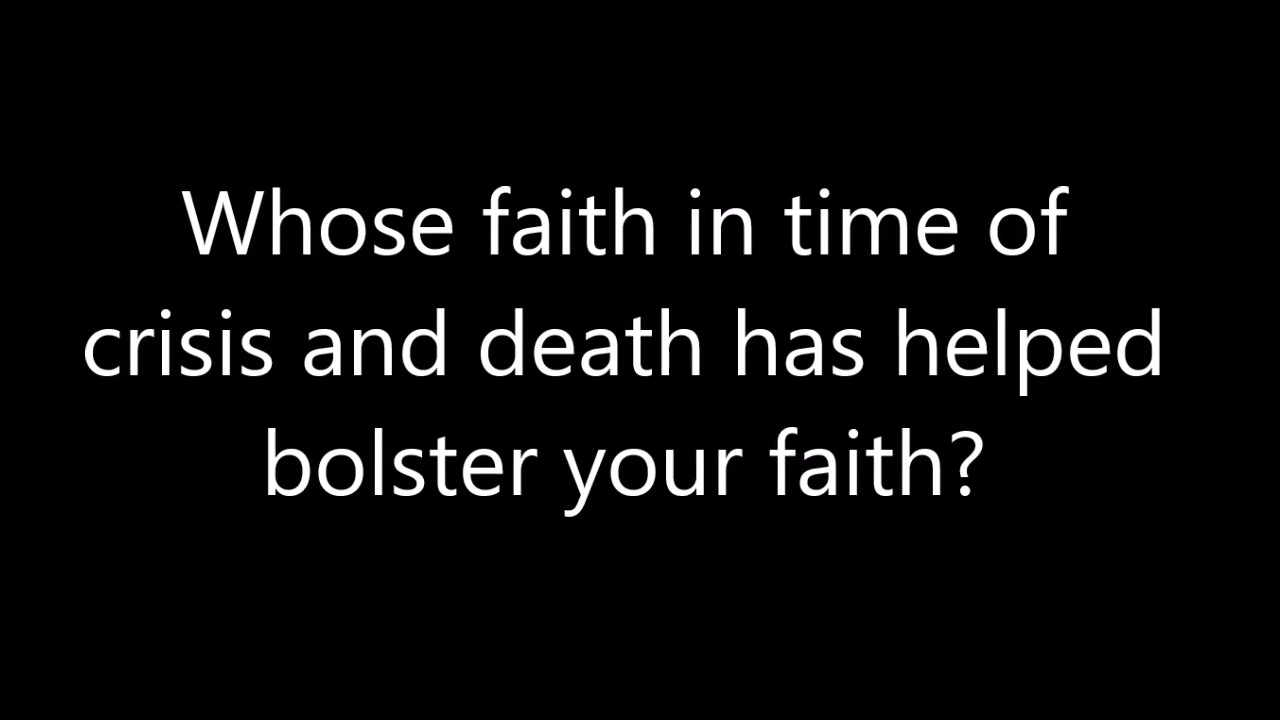 Whose faith in time of
crisis and death has helped
bolster your faith?